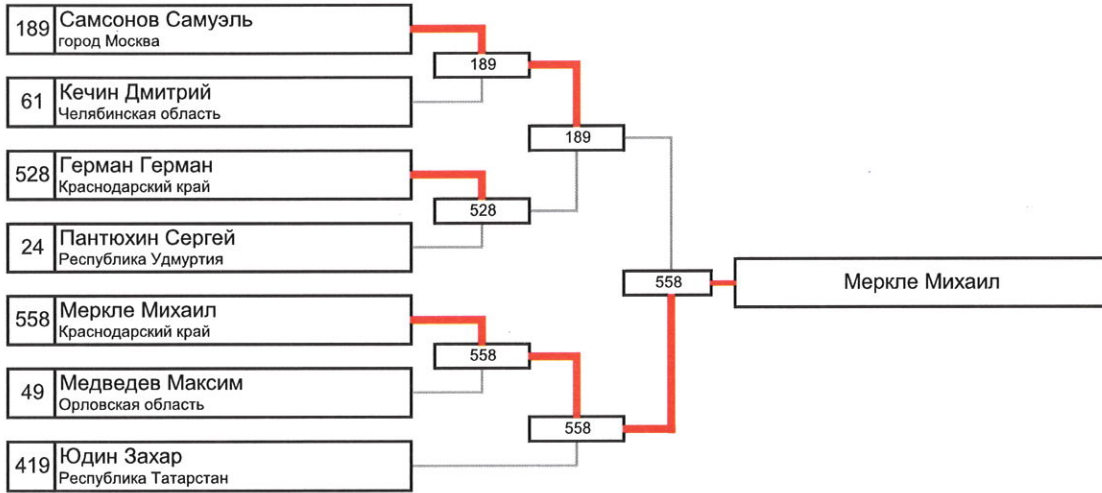 189 Самсонов Самуэль
город Москва
189
61 Кечин Дмитрий
Челябинская область
189
528 Герман Герман
Краснодарский край
528
24 Пантюхин Сергей
Республика Удмуртия
558 Меркле Михаил
558 Меркле Михаил
Краснодарский край
558
49 Медведев Максим
Орловская область
558
419 Юдин Захар
Республика Татарстан